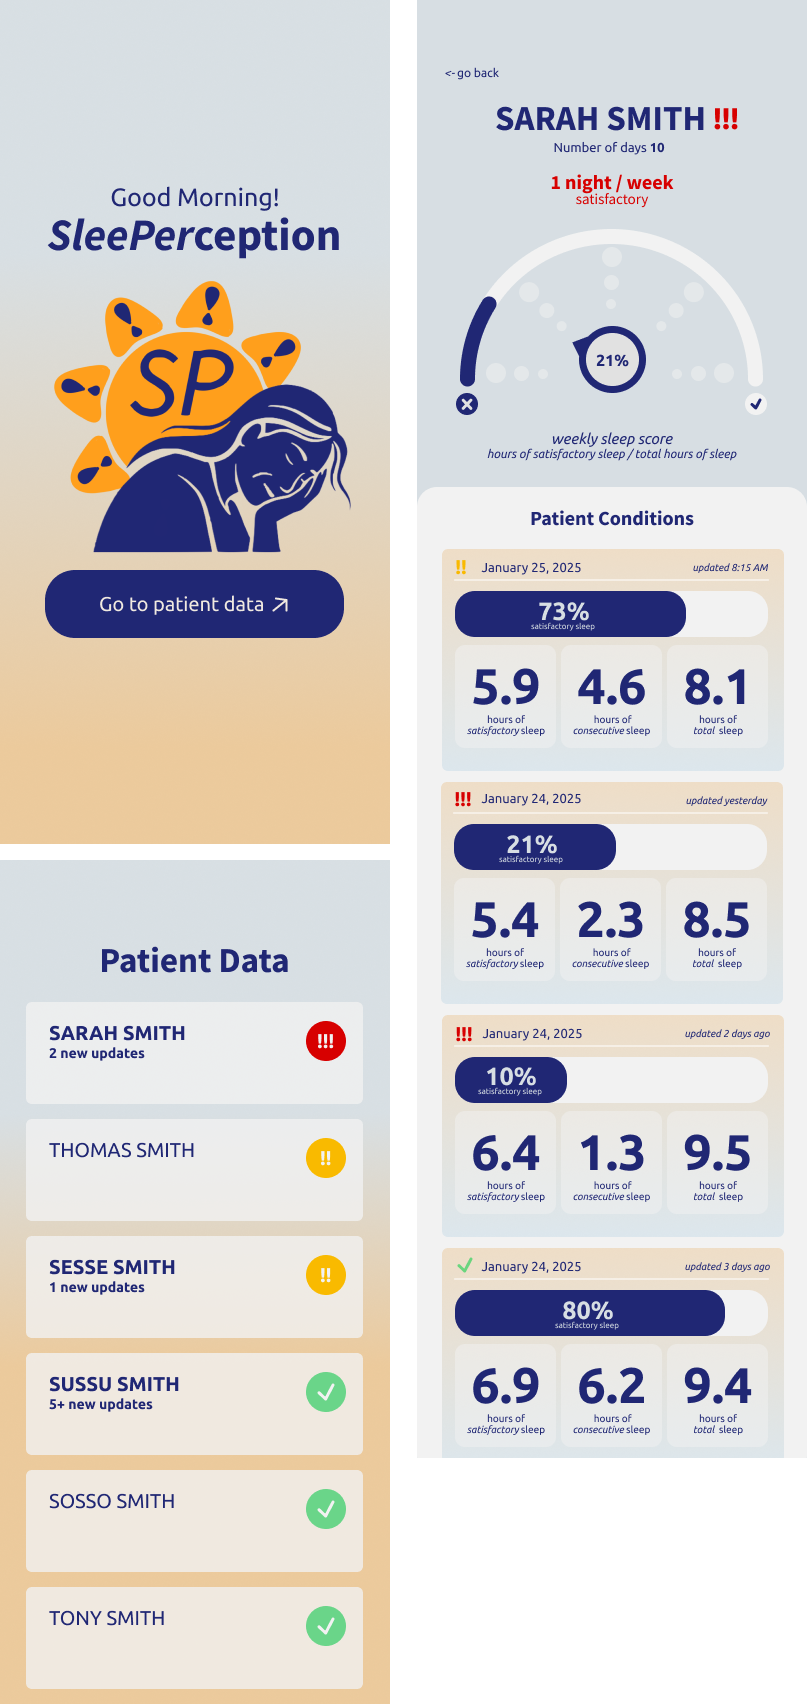 Good Morning!
SleePerception
SP
Go to patient data
Patient Data
SARAH SMITH
2 new updates
!!!
THOMAS SMITH
!!
SESSE SMITH
1 new updates
!!
SUSSU SMITH
5+ new updates
SOSSO SMITH
TONY SMITH
<- go back
SARAH SMITH !!!
Number of days 10
1 night / week
satisfactory
21%
weekly sleep score
hours of satisfactory sleep / total hours of sleep
Patient Conditions
!! January 25, 2025 updated 8:15 AM
73%
satisfactory sleep
5.9 4.6 8.1
hours of hours of hours of
satisfactory sleep consecutive sleep total sleep
!!! January 24, 2025 updated yesterday
21%
satisfactory sleep
5.4 2.3 8.5
hours of hours of hours of
satisfactory sleep consecutive sleep total sleep
!!! January 24, 2025 updated 2 days ago
10%
satisfactory sleep
6.4 1.3 9.5
hours of hours of hours of
satisfactory sleep consecutive sleep total sleep
January 24, 2025 updated 3 days ago
80%
satisfactory sleep
6.9 6.2 9.4
hours of hours of hours of
satisfactory sleep consecutive sleep total sleep